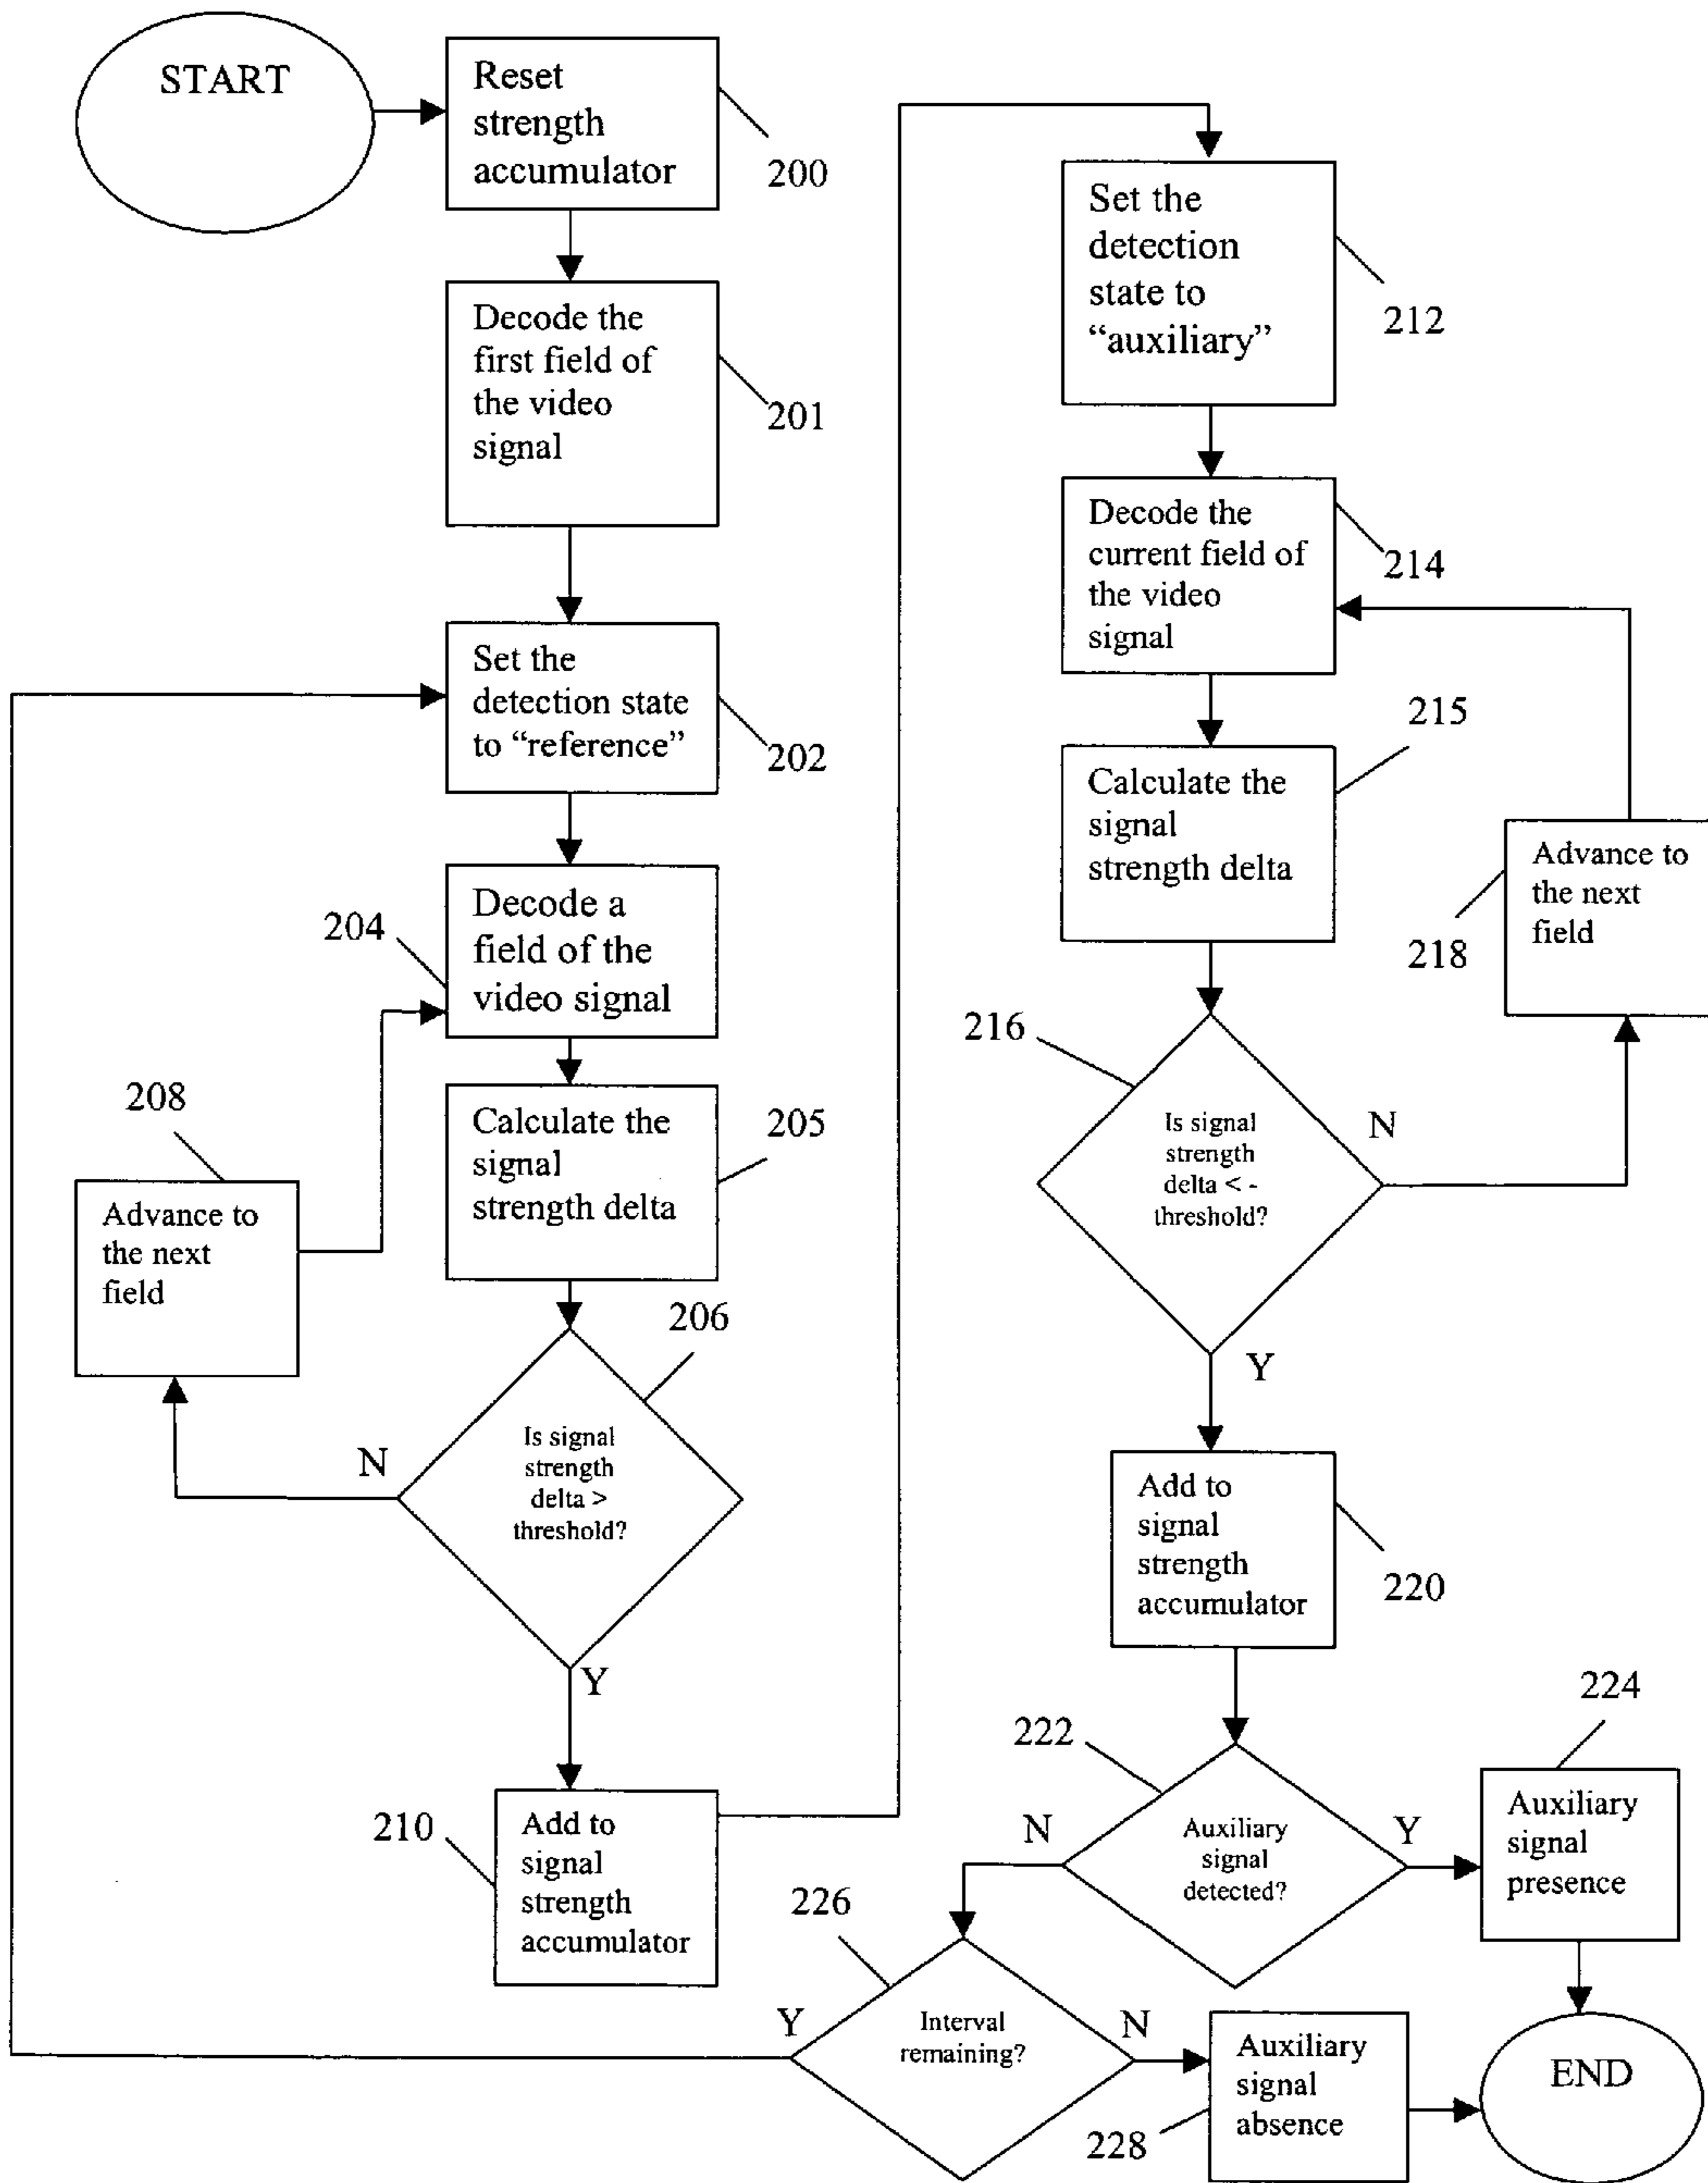 START
Reset
strength
accumulator
200
Decode the
first field of
the video
signal
201
Set the
detection state
to “reference”
202
Decode a
field of the
video signal
204
Calculate the
signal
strength delta
205
208
Advance to
the next
field
206
Is signal
strength
delta >
threshold?
N
Y
210
Add to
signal
strength
accumulator
Set the
detection
state to
“auxiliary”
212
Decode the
current field of
the video
signal
214
215
Calculate the
signal
strength delta
Advance to
the next
field
218
216
Is signal
strength
delta < -
threshold?
N
Y
Add to
signal
strength
accumulator
220
222
Auxiliary
signal
detected?
N
Y
224
Auxiliary
signal
presence
226
Interval
remaining?
Y
N
Auxiliary
signal
absence
228
END